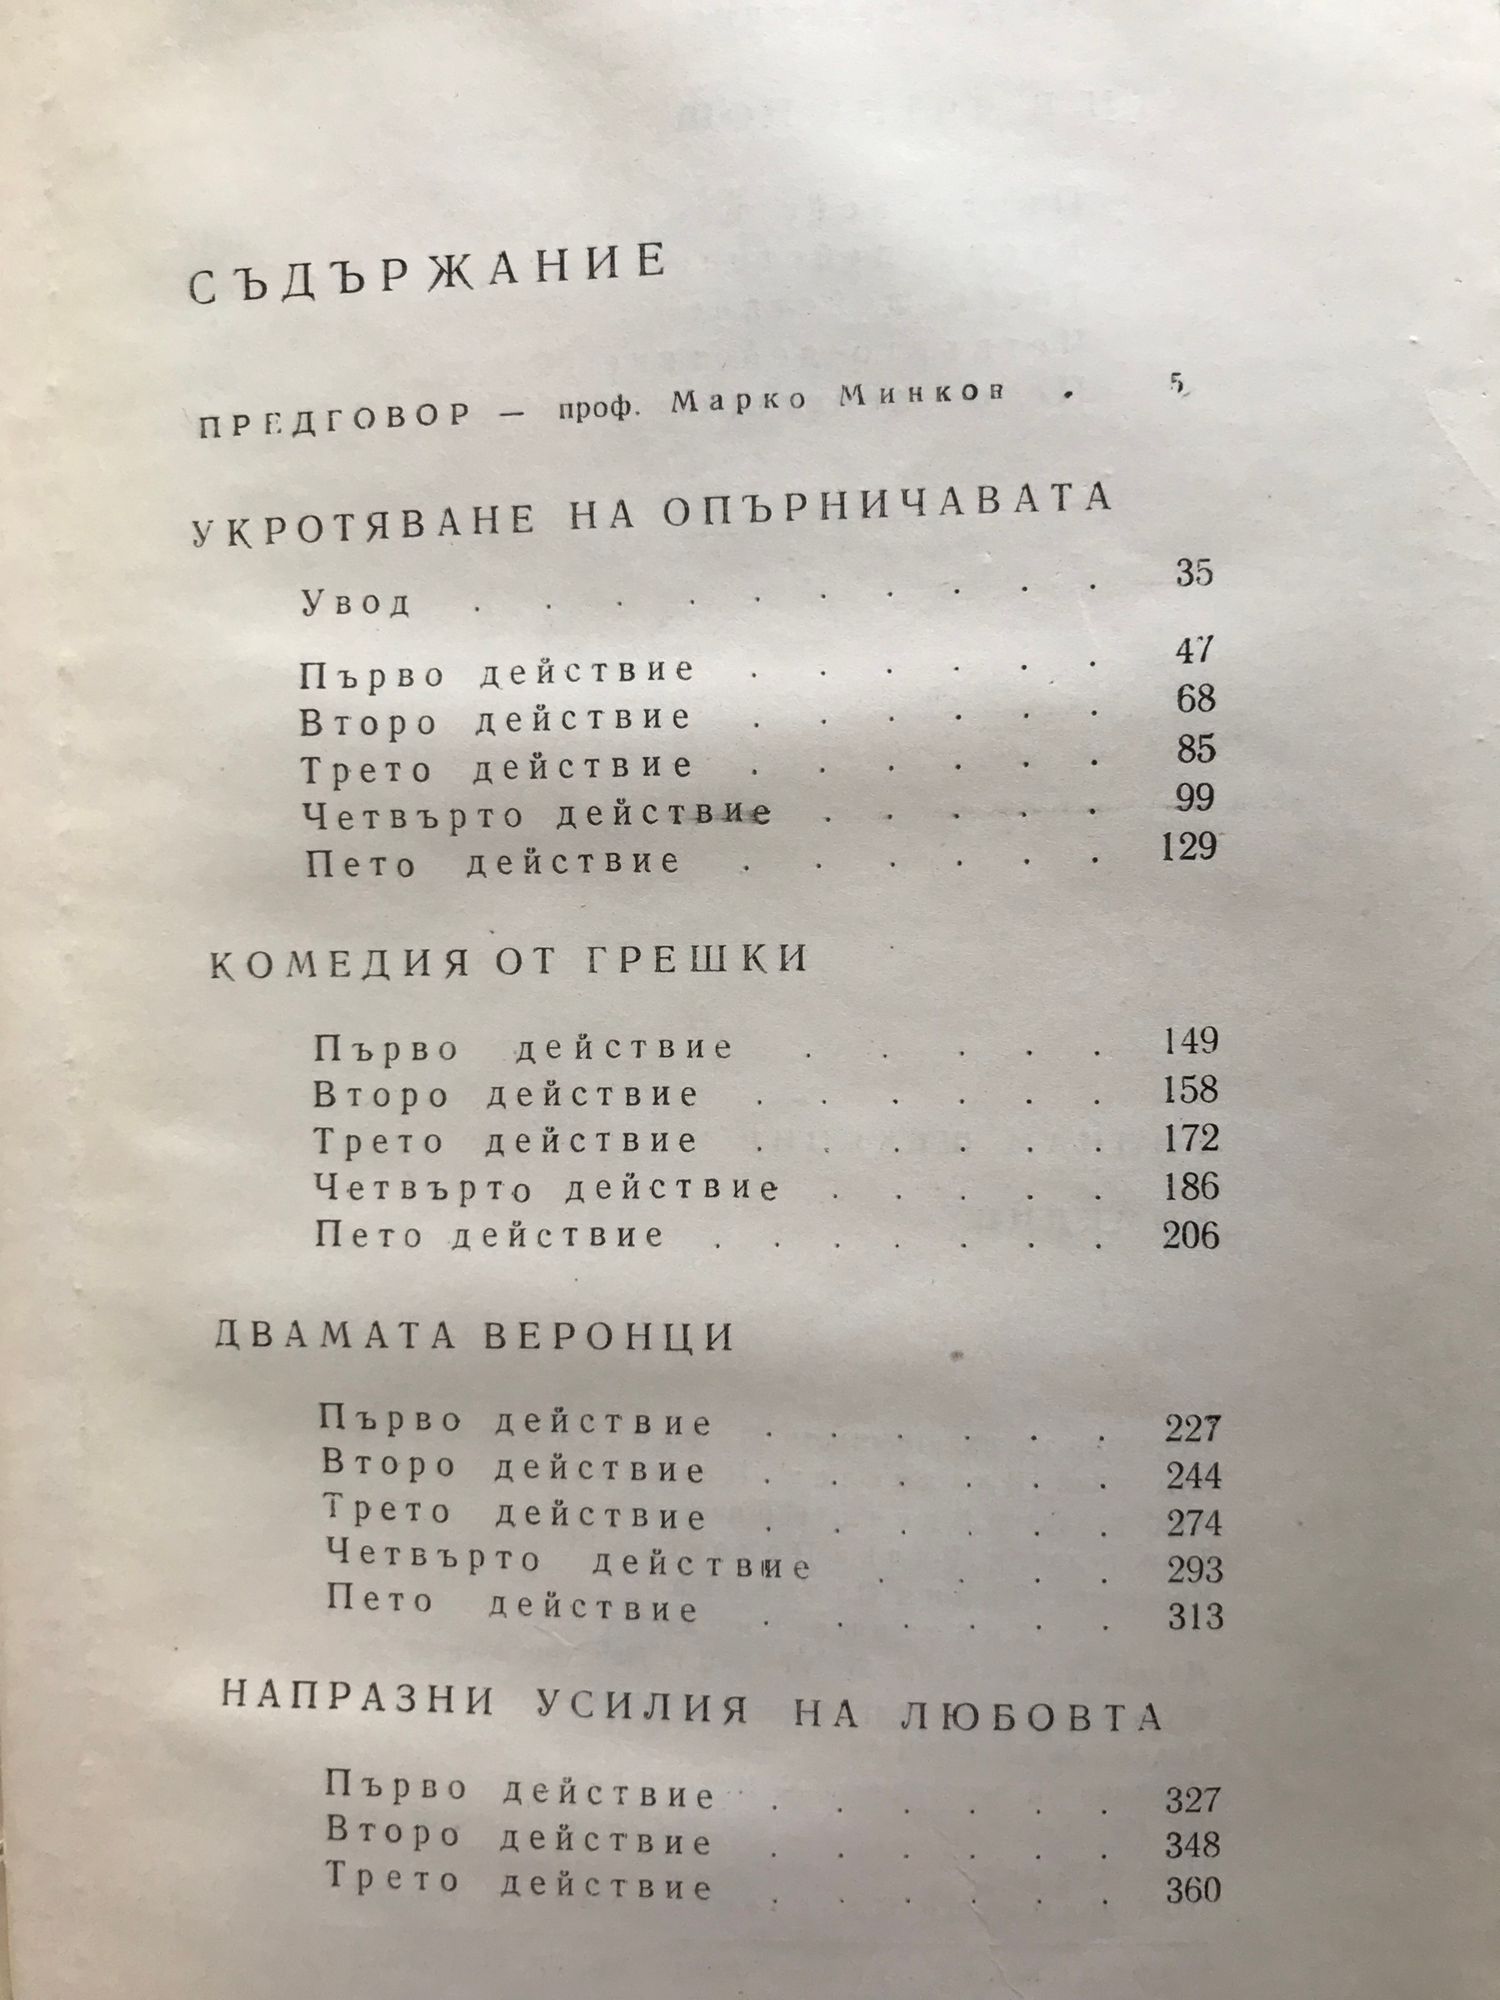 СЪДЪРЖАНИЕ
ПРЕДГОВОР — проф. Марко Минков . 5
УКРОТЯВАНЕ НА ОПЪРНИЧАВАТА
Увод . . . . . . . . . . 35
Първо действие . . . . . . 47
Второ действие . . . . . . 68
Трето действие . . . . . . 85
Четвърто действие . . . . . 99
Пето действие . . . . . . 129
КОМЕДИЯ ОТ ГРЕШКИ
Първо действие . . . . . 149
Второ действие . . . . . . 158
Трето действие . . . . . . 172
Четвърто действие . . . . . 186
Пето действие . . . . . . . 206
ДВАМАТА ВЕРОНЦИ
Първо действие . . . . . . 227
Второ действие . . . . . . 244
Трето действие . . . . . . 274
Четвърто действие . . . . 293
Пето действие . . . . . . 313
НАПРАЗНИ УСИЛИЯ НА ЛЮБОВТА
Първо действие . . . . . . 327
Второ действие . . . . . . 348
Трето действие . . . . . . 360